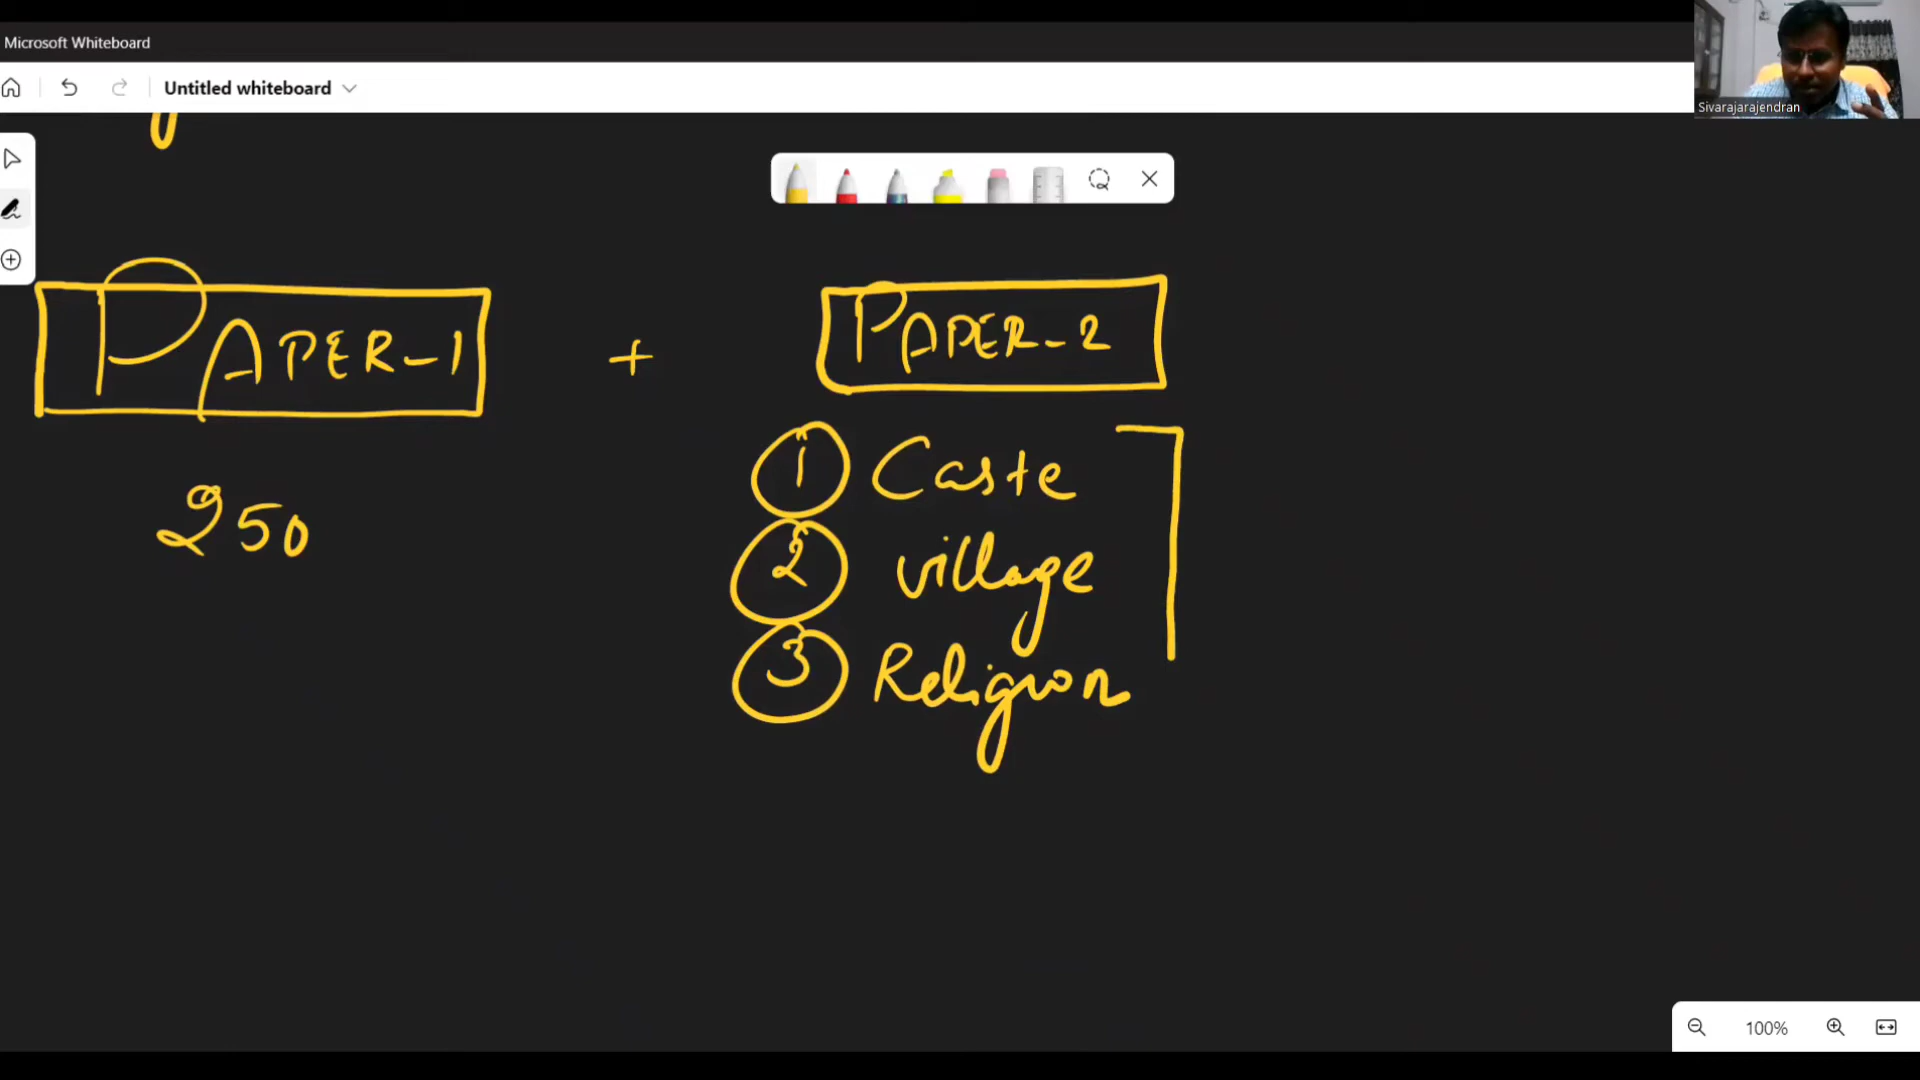 Microsoft Whiteboard
Untitled whiteboard
Sivarajarajendran
PAPER-1 + PAPER-2
250
1 Caste
2 village
3 Religion
100%